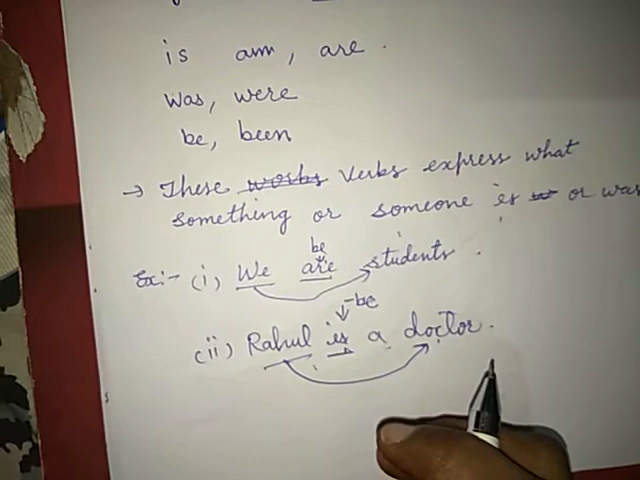 is am, are.
was, were
be, been
→ These words verbs express what
something or someone is or was
Ex:- (i) We are students.
be
-be
(ii) Rahul is a doctor.